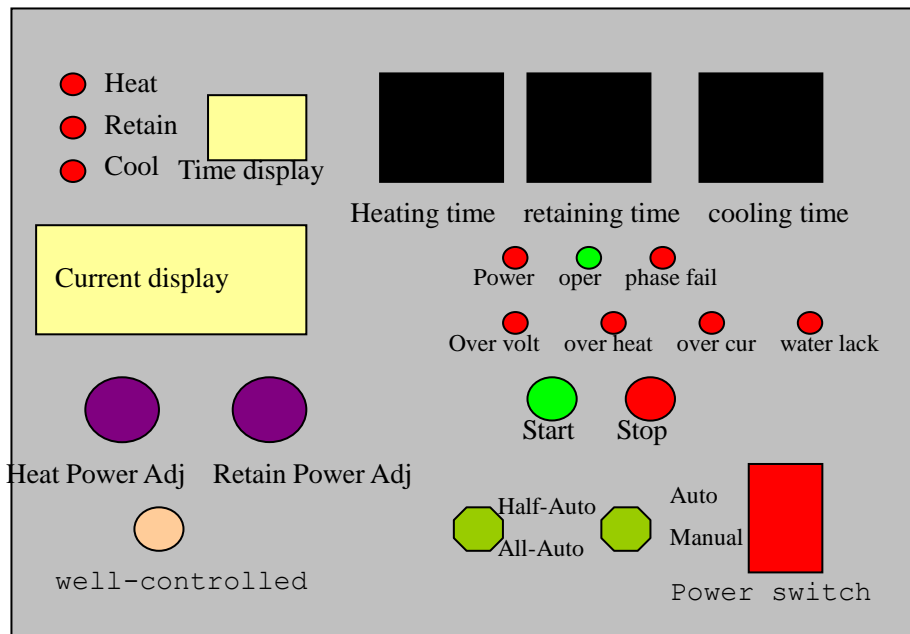 Heat
Retain
Cool
Time display
Heating time
retaining time
cooling time
Current display
Power
oper
phase fail
Over volt
over heat
over cur
water lack
Start
Stop
Heat Power Adj
Retain Power Adj
Half-Auto
All-Auto
Auto
Manual
well-controlled
Power switch